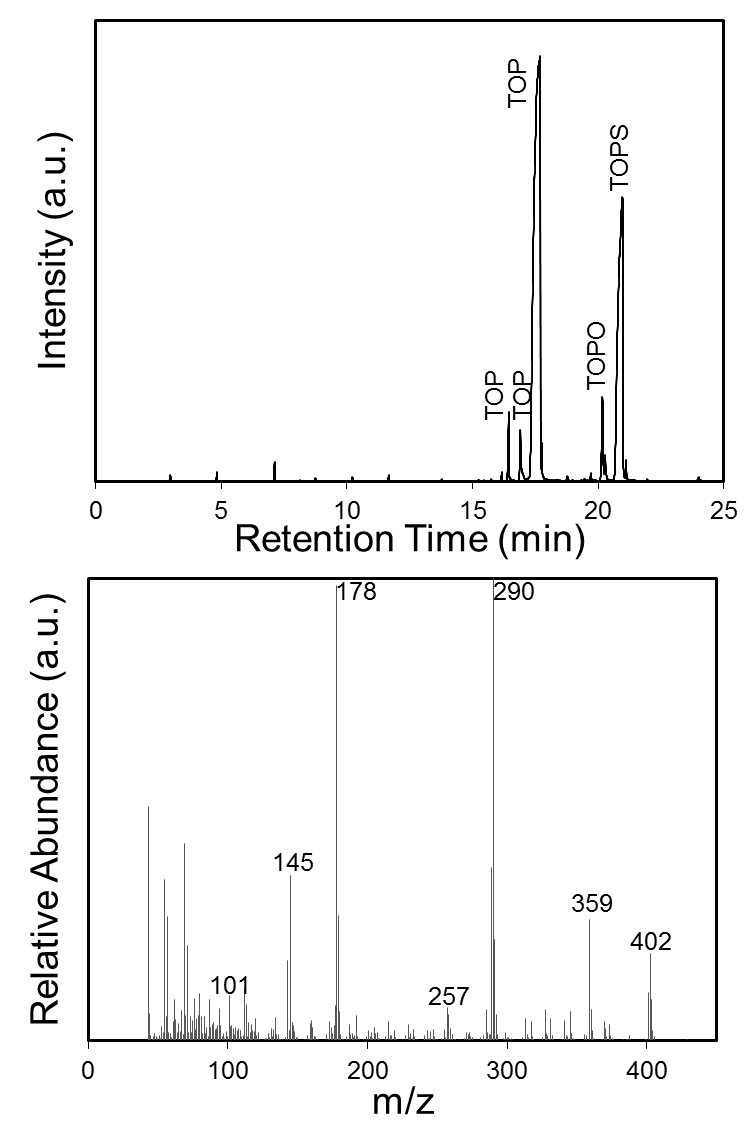 TOP
TOPS
TOPO
TOP
TOP
Intensity (a.u.)
0 5 10 15 20 25
Retention Time (min)
178 290
145
359
402
101
257
Relative Abundance (a.u.)
0 100 200 300 400
m/z